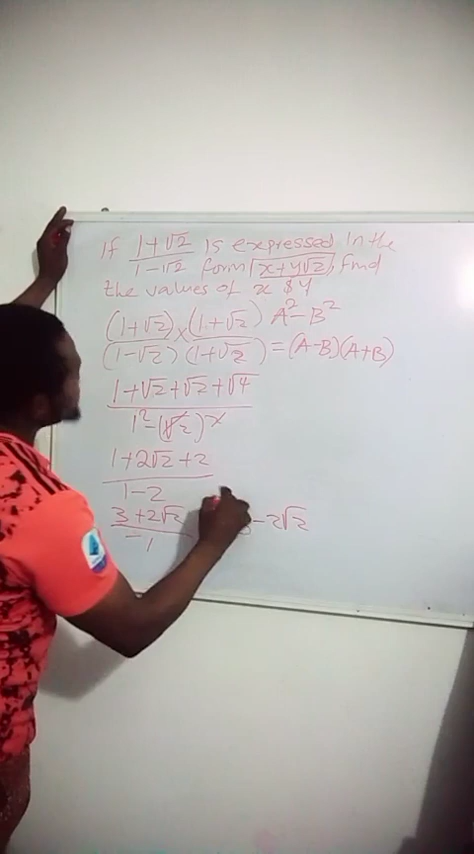 If (1+√2)/(1-√2) is expressed in the
form x+y√2, find
the values of x & y
(1+√2)/(1-√2) × (1+√2)/(1+√2) A²-B² = (A-B)(A+B)
(1+√2+√2+√4)/(1²-(√2)²)
(1+2√2+2)/(1-2)
(3+2√2)/(-1) -2√2